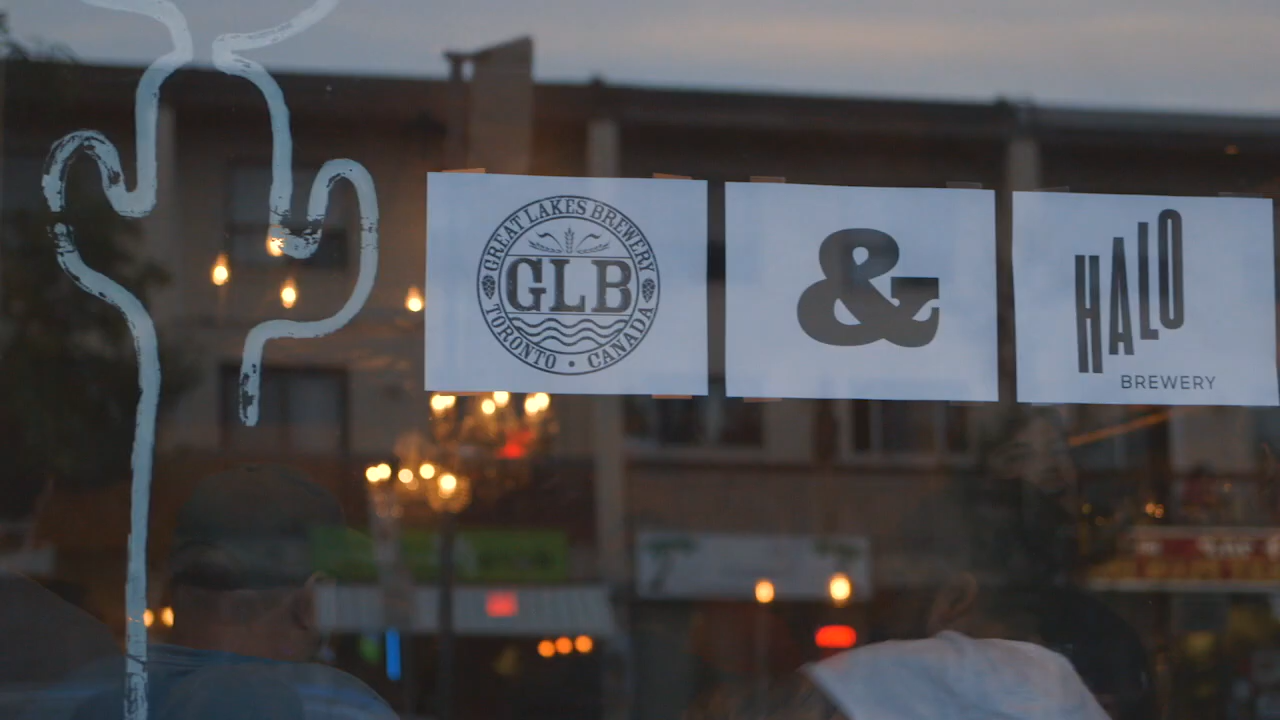 GREAT LAKES BREWERY
GLB
TORONTO • CANADA
&
HALO
BREWERY